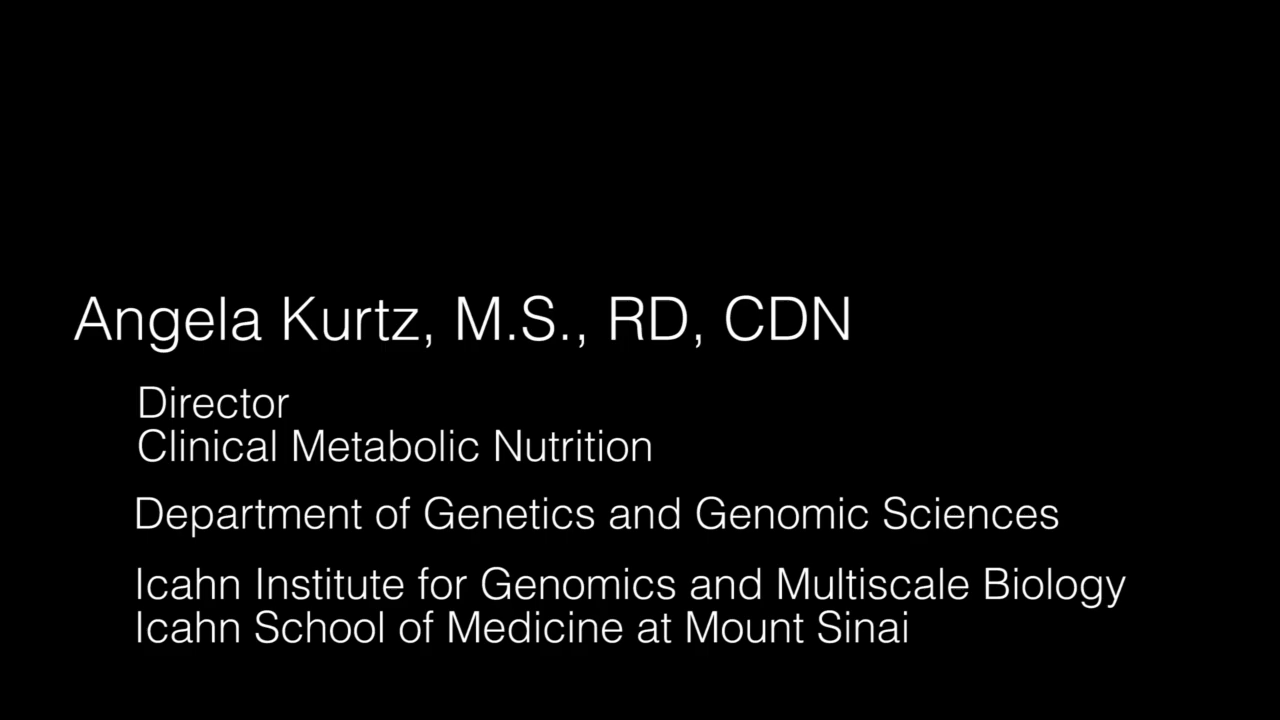 Angela Kurtz, M.S., RD, CDN
Director
Clinical Metabolic Nutrition
Department of Genetics and Genomic Sciences
Icahn Institute for Genomics and Multiscale Biology
Icahn School of Medicine at Mount Sinai